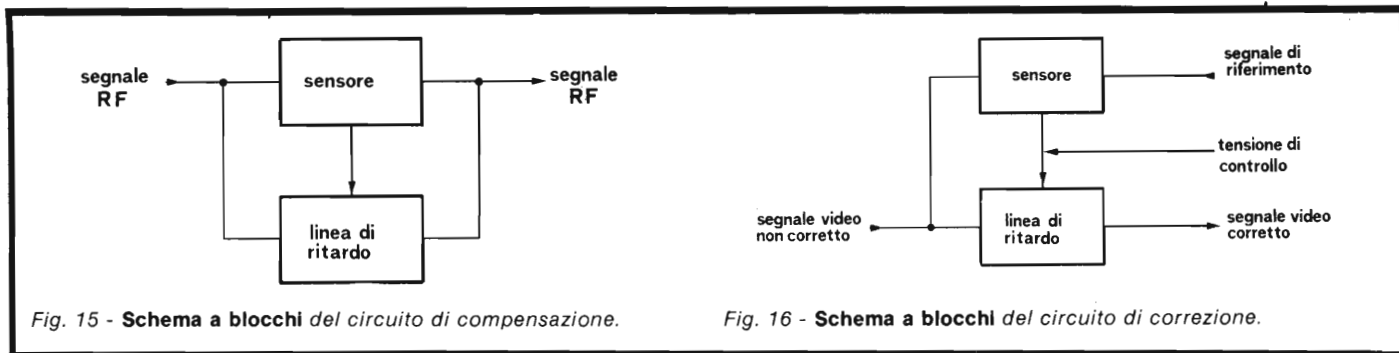 segnale
RF
sensore
segnale
RF
linea di
ritardo
Fig. 15 - Schema a blocchi del circuito di compensazione.
sensore
segnale di
riferimento
tensione di
controllo
segnale video
non corretto
linea di
ritardo
segnale video
corretto
Fig. 16 - Schema a blocchi del circuito di correzione.